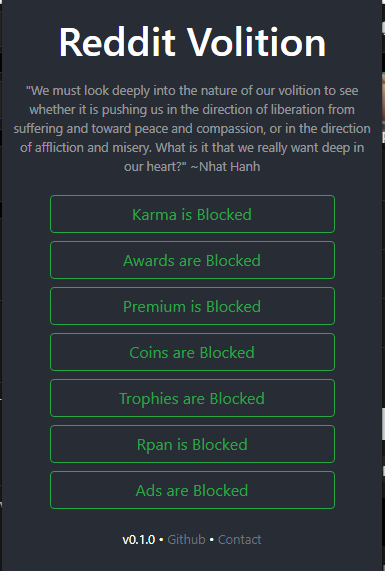 Reddit Volition
"We must look deeply into the nature of our volition to see
whether it is pushing us in the direction of liberation from
suffering and toward peace and compassion, or in the direction
of affliction and misery. What is it that we really want deep in
our heart?" ~Nhat Hanh
Karma is Blocked
Awards are Blocked
Premium is Blocked
Coins are Blocked
Trophies are Blocked
Rpan is Blocked
Ads are Blocked
v0.1.0 • Github • Contact